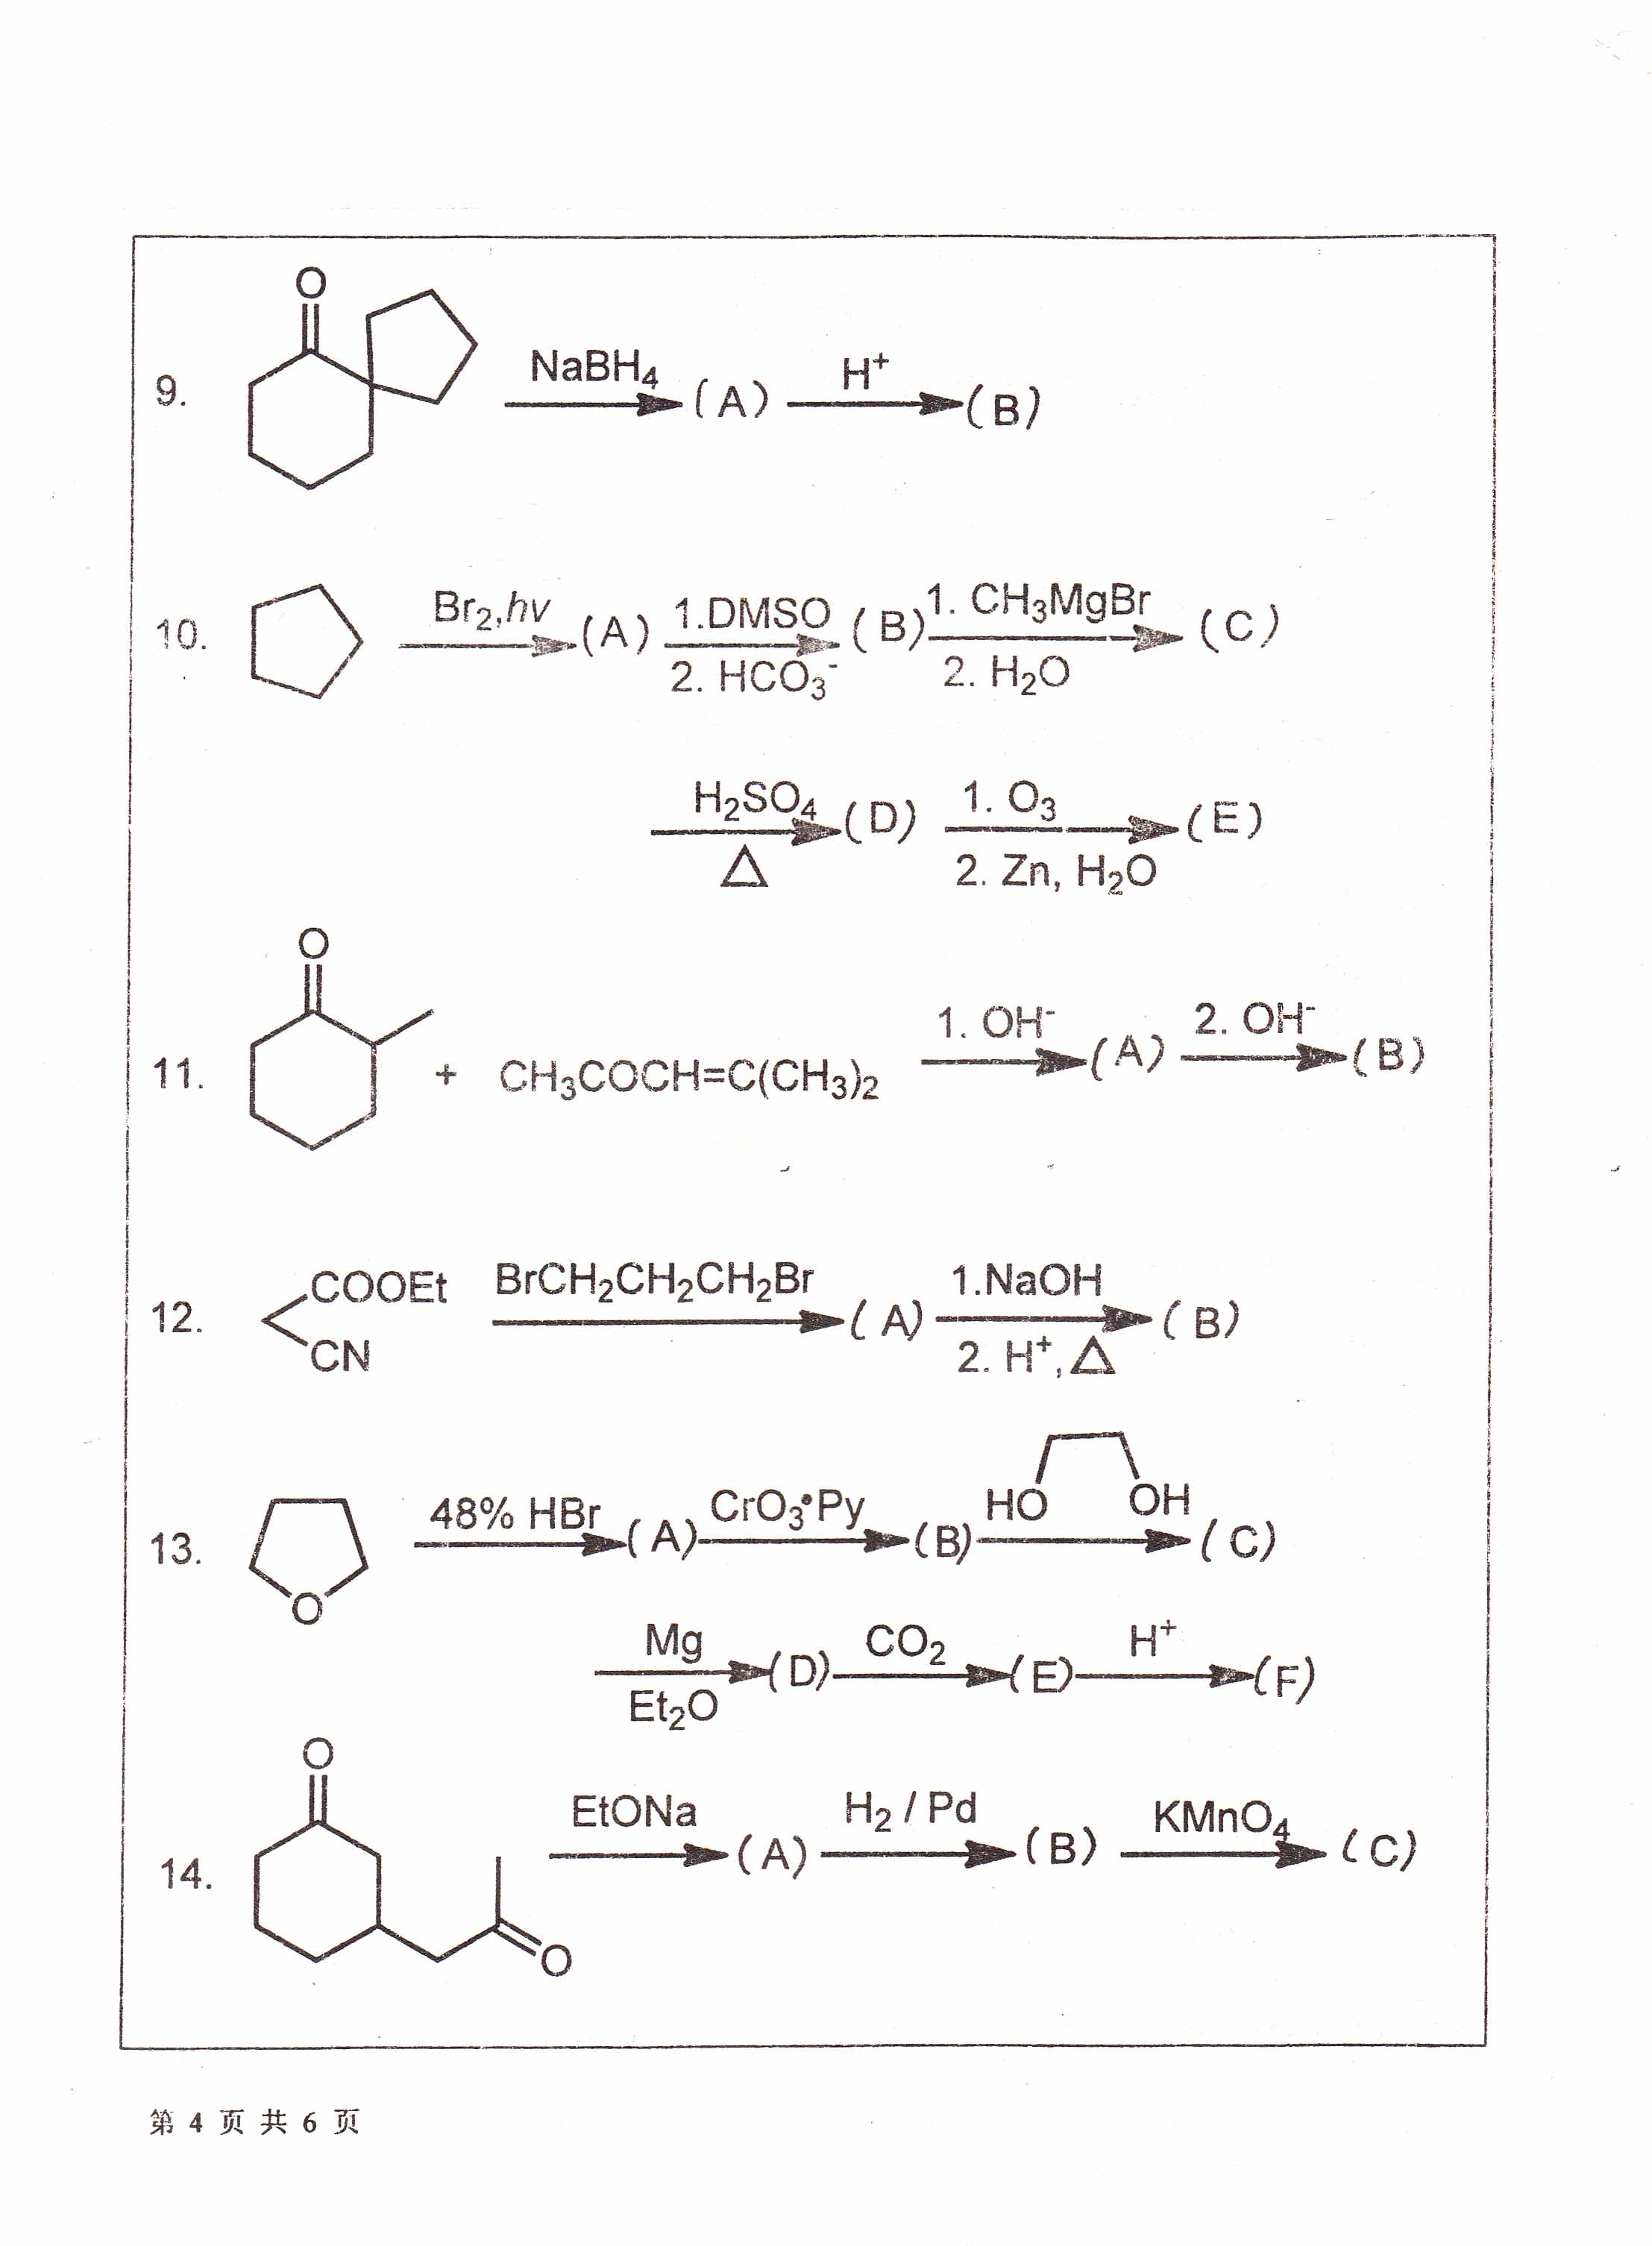 O
9. NaBH₄ (A) H⁺ (B)
10. Br₂,hv (A) 1.DMSO 2. HCO₃⁻ (B) 1. CH₃MgBr 2. H₂O (C)
H₂SO₄ △ (D) 1. O₃ 2. Zn, H₂O (E)
O
11. + CH₃COCH=C(CH₃)₂ 1. OH⁻ (A) 2. OH⁻ (B)
12. COOEt CN BrCH₂CH₂CH₂Br (A) 1.NaOH 2. H⁺,△ (B)
13. O 48% HBr (A) CrO₃•Py (B) HO OH (C)
Mg Et₂O (D) CO₂ (E) H⁺ (F)
O
14. O EtONa (A) H₂ / Pd (B) KMnO₄ (C)
第 4 页 共 6 页